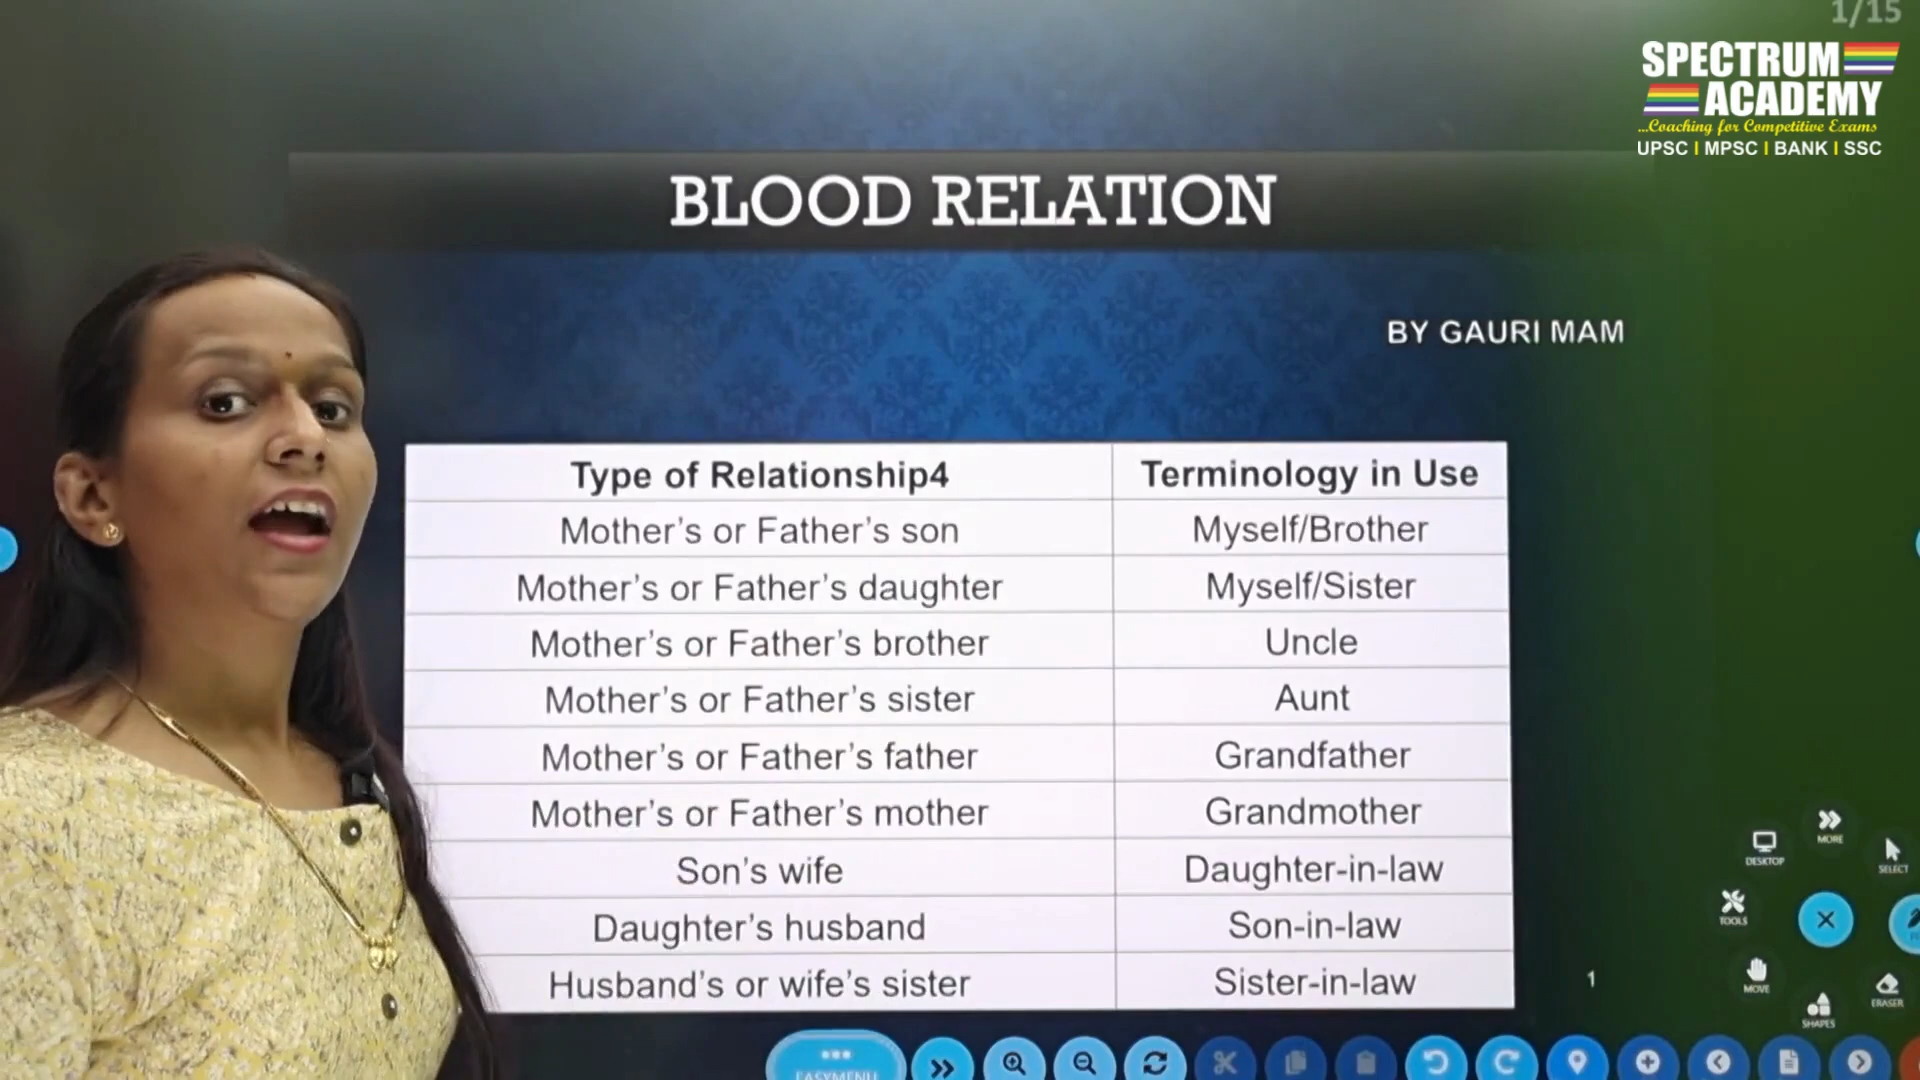 1/15
SPECTRUM
ACADEMY
...Coaching for Competitive Exams
UPSC | MPSC | BANK | SSC
BLOOD RELATION
BY GAURI MAM
Type of Relationship4 Terminology in Use
Mother's or Father's son Myself/Brother
Mother's or Father's daughter Myself/Sister
Mother's or Father's brother Uncle
Mother's or Father's sister Aunt
Mother's or Father's father Grandfather
Mother's or Father's mother Grandmother
Son's wife Daughter-in-law
Daughter's husband Son-in-law
Husband's or wife's sister Sister-in-law
1
MORE
DESKTOP
SELECT
TOOLS
MOVE
ERASER
SHAPES
EASYMENU